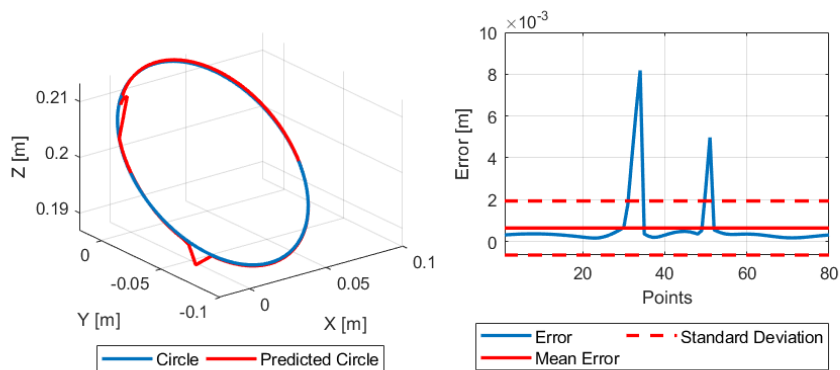 0.21
0.2
0.19
Z [m]
0
-0.05
-0.1
Y [m]
0
0.05
0.1
X [m]
Circle
Predicted Circle
×10⁻³
10
8
6
4
2
0
Error [m]
20
40
60
80
Points
Error
Standard Deviation
Mean Error